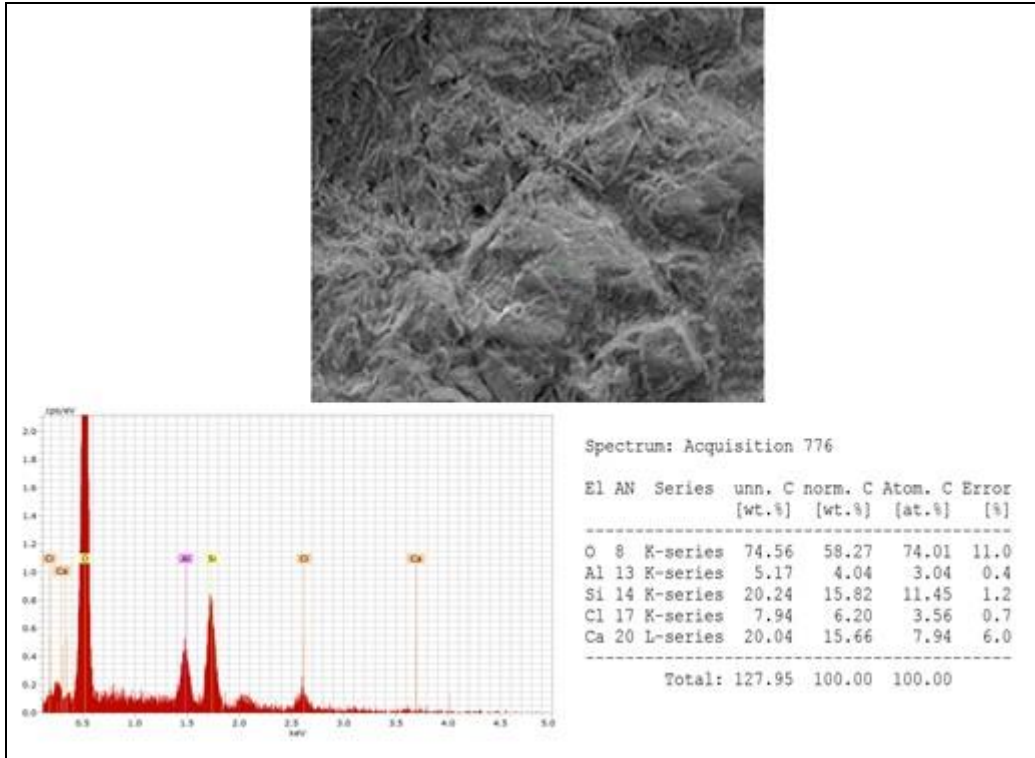 cps/eV
2.0
1.8
1.6
1.4
1.2
1.0
0.8
0.6
0.4
0.2
0.0
Cl
Ca
O
Al
Si
Cl
Ca
0.5 1.0 1.5 2.0 2.5 3.0 3.5 4.0 4.5 5.0
keV
Spectrum: Acquisition 776
El AN Series unn. C norm. C Atom. C Error
[wt.%] [wt.%] [at.%] [%]
O 8 K-series 74.56 58.27 74.01 11.0
Al 13 K-series 5.17 4.04 3.04 0.4
Si 14 K-series 20.24 15.82 11.45 1.2
Cl 17 K-series 7.94 6.20 3.56 0.7
Ca 20 L-series 20.04 15.66 7.94 6.0
Total: 127.95 100.00 100.00